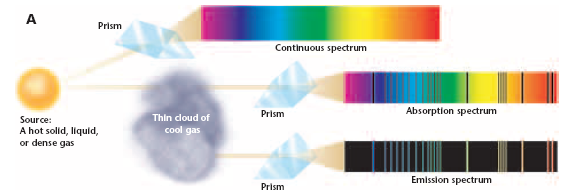 A
Prism
Continuous spectrum
Source:
A hot solid, liquid,
or dense gas
Thin cloud of
cool gas
Prism
Absorption spectrum
Prism
Emission spectrum